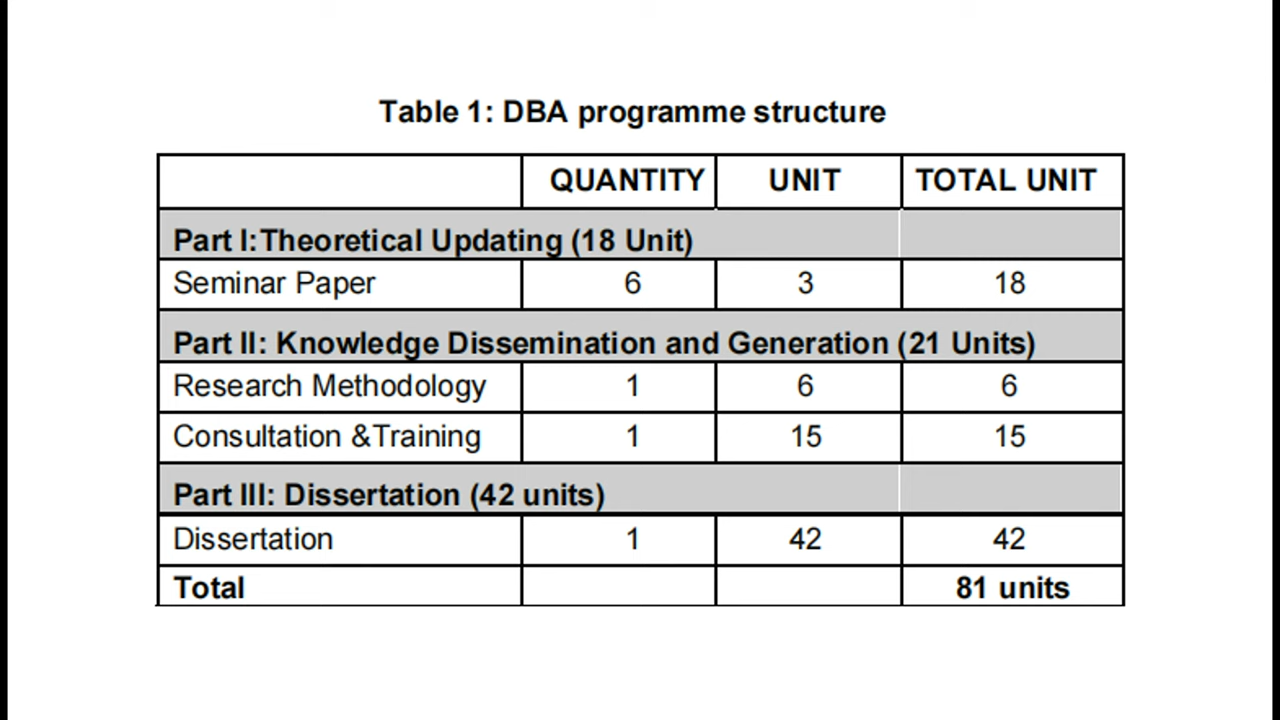 Table 1: DBA programme structure
QUANTITY UNIT TOTAL UNIT
Part I:Theoretical Updating (18 Unit)
Seminar Paper 6 3 18
Part II: Knowledge Dissemination and Generation (21 Units)
Research Methodology 1 6 6
Consultation &Training 1 15 15
Part III: Dissertation (42 units)
Dissertation 1 42 42
Total 81 units